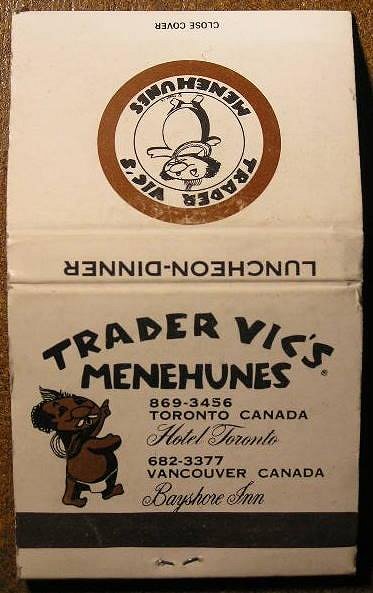 CLOSE COVER
TRADER VIC'S
MENEHUNES
LUNCHEON-DINNER
TRADER VIC'S®
MENEHUNES
869-3456
TORONTO CANADA
Hotel Toronto
682-3377
VANCOUVER CANADA
Bayshore Inn